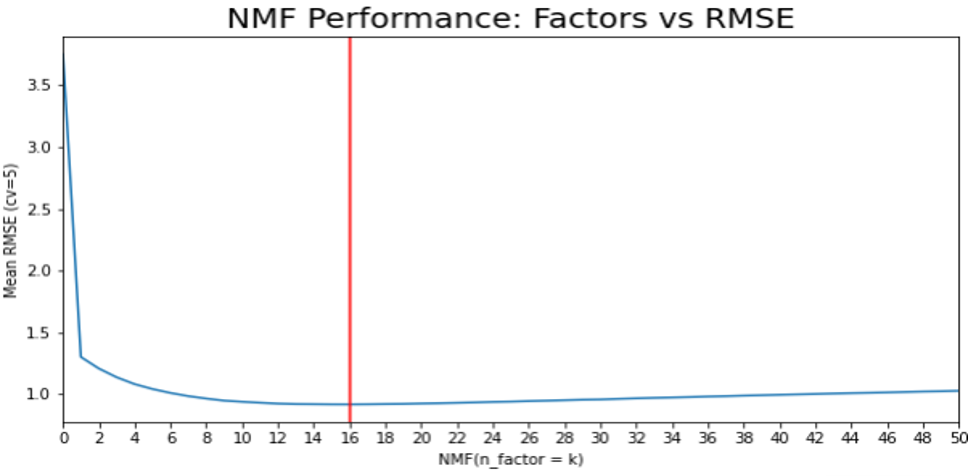 NMF Performance: Factors vs RMSE
3.5
3.0
2.5
2.0
1.5
1.0
Mean RMSE (cv=5)
0 2 4 6 8 10 12 14 16 18 20 22 24 26 28 30 32 34 36 38 40 42 44 46 48 50
NMF(n_factor = k)